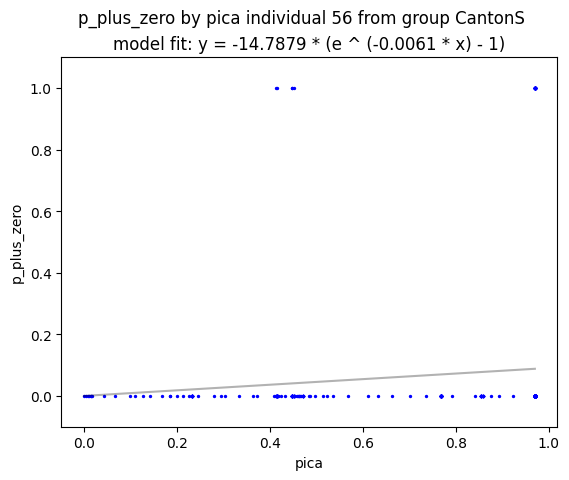 p_plus_zero by pica individual 56 from group CantonS
model fit: y = -14.7879 * (e ^ (-0.0061 * x) - 1)
1.0
0.8
0.6
0.4
0.2
0.0
p_plus_zero
0.0 0.2 0.4 0.6 0.8 1.0
pica